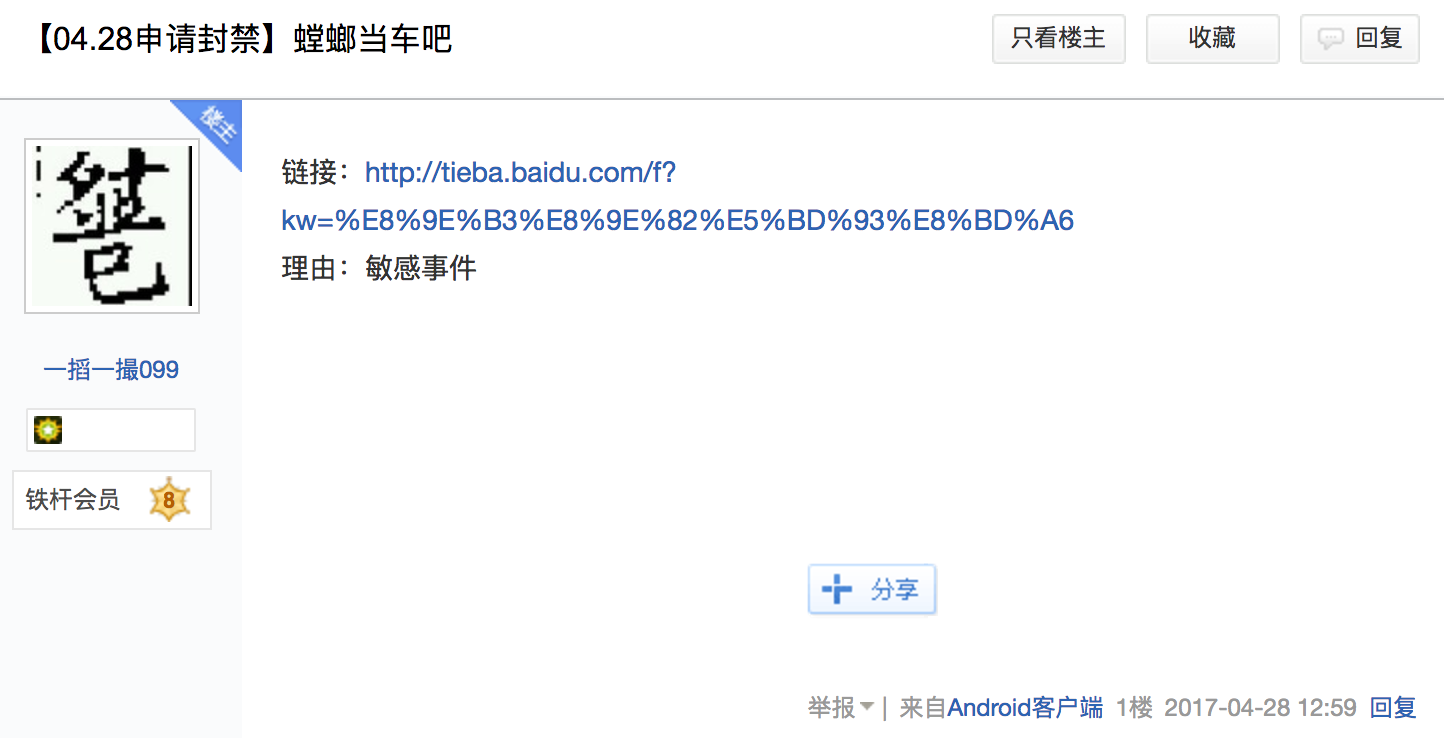 【04.28申请封禁】螳螂当车吧
只看楼主
收藏
回复
楼主
链接：http://tieba.baidu.com/f?
kw=%E8%9E%B3%E8%9E%82%E5%BD%93%E8%BD%A6
理由：敏感事件
一搯一撮099
铁杆会员 8
分享
举报 | 来自Android客户端 1楼 2017-04-28 12:59 回复